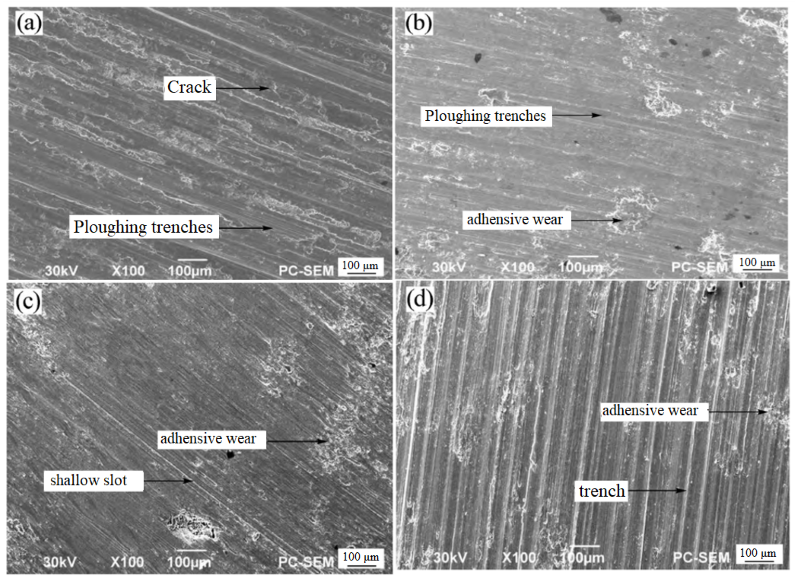 (a)
Crack
Ploughing trenches
100 μm
30kV X100 100μm PC-SEM
(b)
Ploughing trenches
adhensive wear
100 μm
30kV X100 100μm PC-SEM
(c)
adhensive wear
shallow slot
100 μm
30kV X100 100μm PC-SEM
(d)
adhensive wear
trench
100 μm
30kV X100 100μm PC-SEM